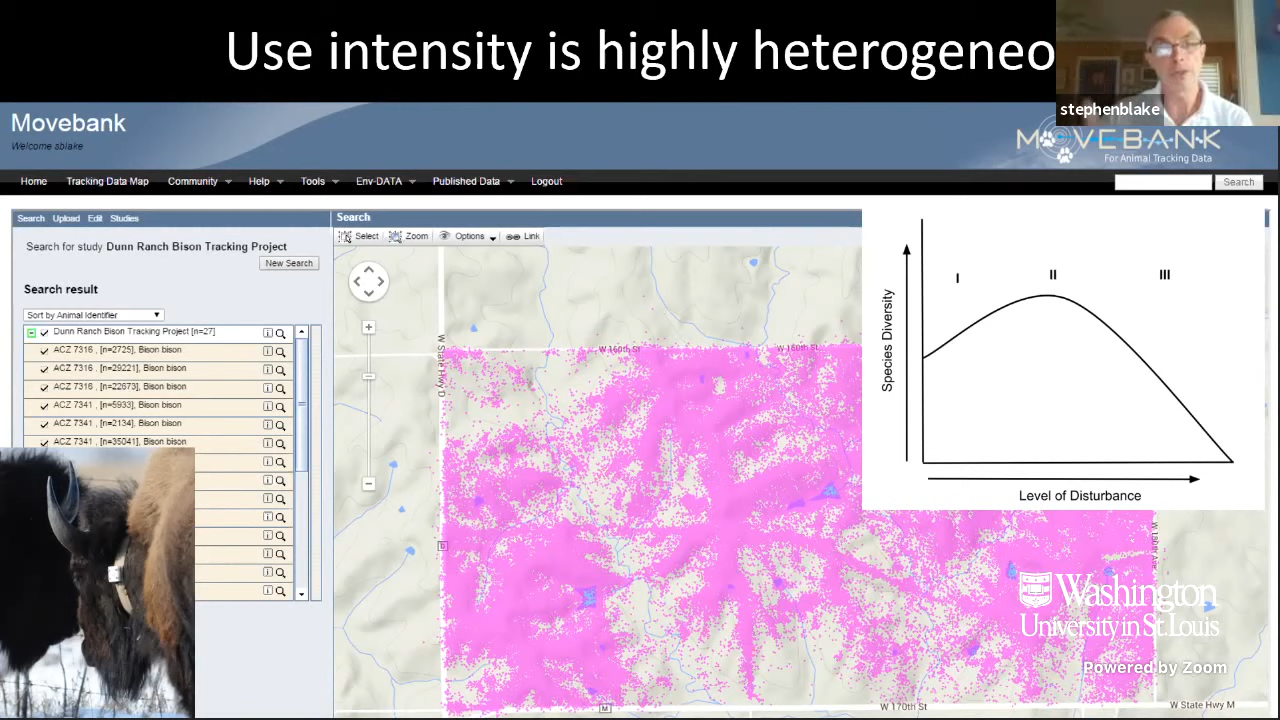 Use intensity is highly heterogeneo
stephenblake
Movebank
Welcome sblake
MOVEBANK
For Animal Tracking Data
Home Tracking Data Map Community Help Tools Env-DATA Published Data Logout
Search
Search Upload Edit Studies
Search
Search for study Dunn Ranch Bison Tracking Project
New Search
Select Zoom Options Link
Search result
Sort by Animal Identifier
Dunn Ranch Bison Tracking Project [n=27]
ACZ 7316 , [n=2725], Bison bison
ACZ 7316 , [n=29221], Bison bison
ACZ 7316 , [n=22673], Bison bison
ACZ 7341 , [n=5933], Bison bison
ACZ 7341 , [n=2134], Bison bison
ACZ 7341 , [n=35041], Bison bison
W State Hwy D
W 160th St
W 160th St
I II III
Species Diversity
Level of Disturbance
Washington
University in St. Louis
Powered by Zoom
M
W 170th St
W State Hwy M